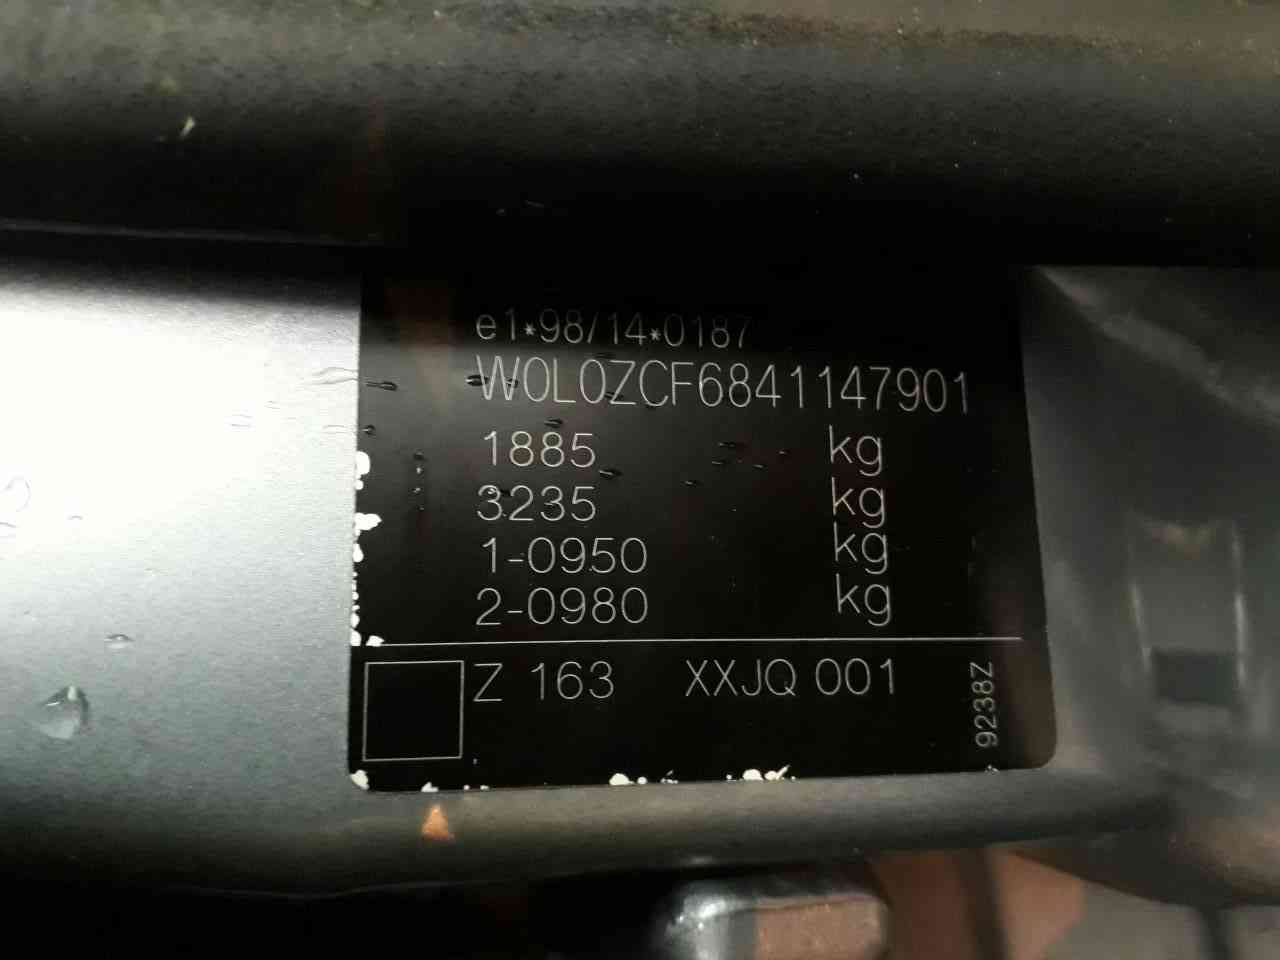 e1*98/14*0187
W0L0ZCF6841147901
1885 kg
3235 kg
1-0950 kg
2-0980 kg
Z 163 XXJQ 001
9238Z